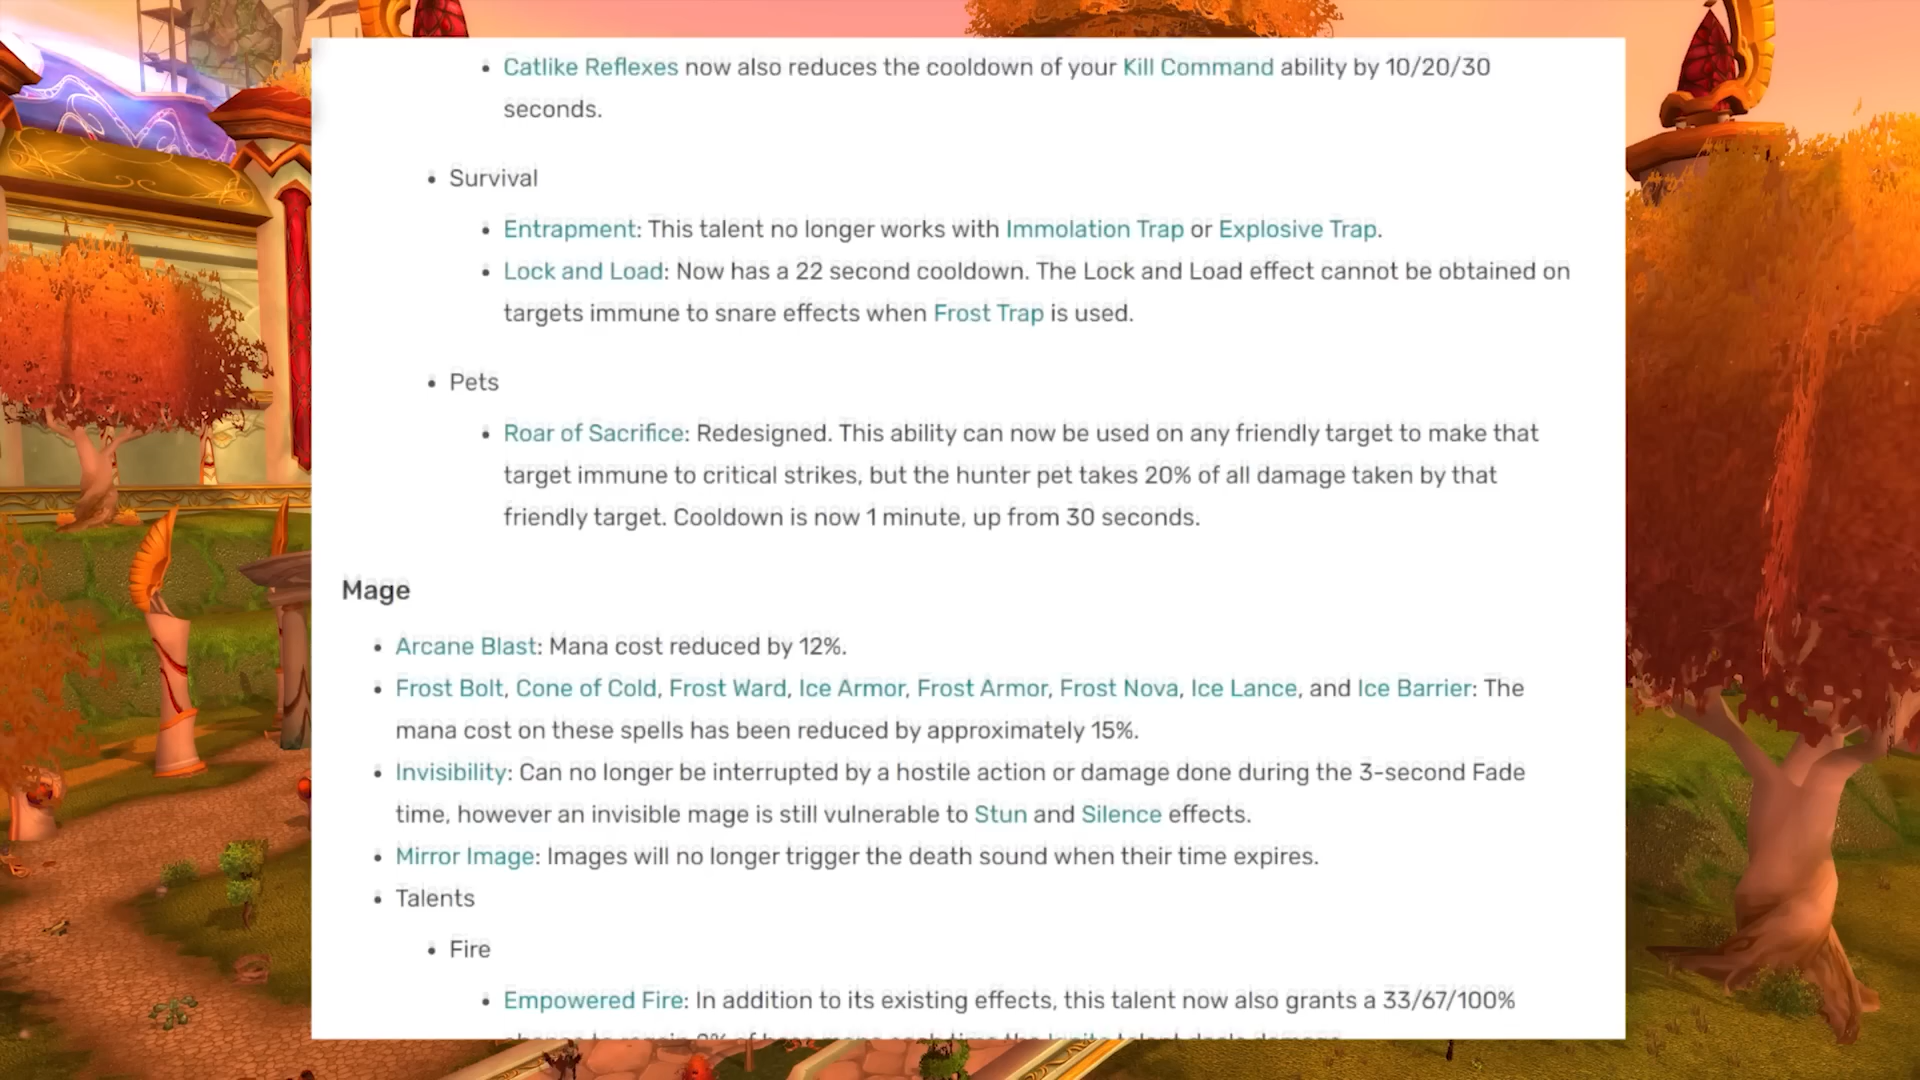 Catlike Reflexes now also reduces the cooldown of your Kill Command ability by 10/20/30
seconds.
Survival
Entrapment: This talent no longer works with Immolation Trap or Explosive Trap.
Lock and Load: Now has a 22 second cooldown. The Lock and Load effect cannot be obtained on
targets immune to snare effects when Frost Trap is used.
Pets
Roar of Sacrifice: Redesigned. This ability can now be used on any friendly target to make that
target immune to critical strikes, but the hunter pet takes 20% of all damage taken by that
friendly target. Cooldown is now 1 minute, up from 30 seconds.
Mage
Arcane Blast: Mana cost reduced by 12%.
Frost Bolt, Cone of Cold, Frost Ward, Ice Armor, Frost Armor, Frost Nova, Ice Lance, and Ice Barrier: The
mana cost on these spells has been reduced by approximately 15%.
Invisibility: Can no longer be interrupted by a hostile action or damage done during the 3-second Fade
time, however an invisible mage is still vulnerable to Stun and Silence effects.
Mirror Image: Images will no longer trigger the death sound when their time expires.
Talents
Fire
Empowered Fire: In addition to its existing effects, this talent now also grants a 33/67/100%